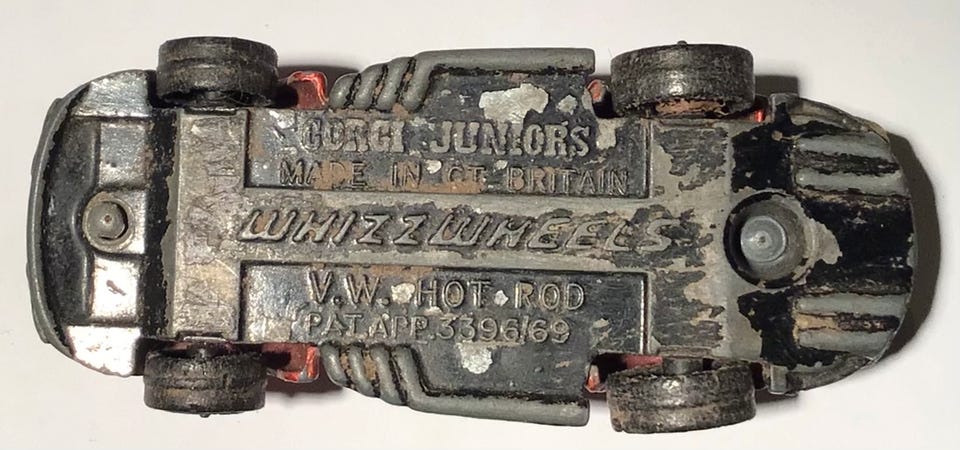 CORGI JUNIORS
MADE IN GT. BRITAIN
WHIZZWHEELS
V.W. HOT ROD
PAT. APP. 3396/69